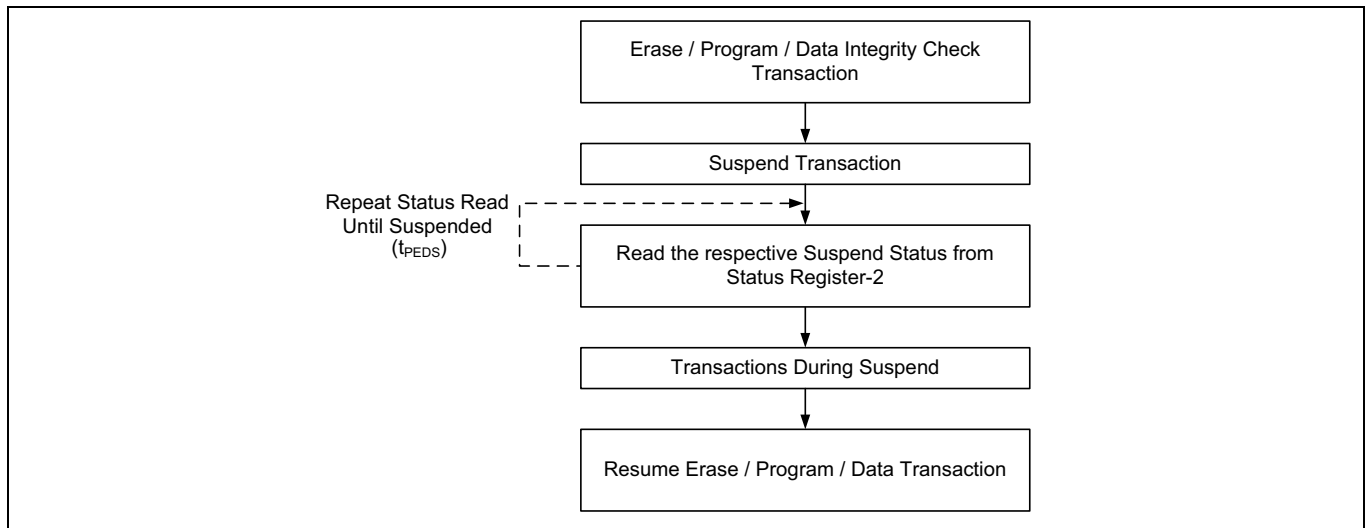 Erase / Program / Data Integrity Check
Transaction
Suspend Transaction
Repeat Status Read
Until Suspended
(tPEDS)
Read the respective Suspend Status from
Status Register-2
Transactions During Suspend
Resume Erase / Program / Data Transaction